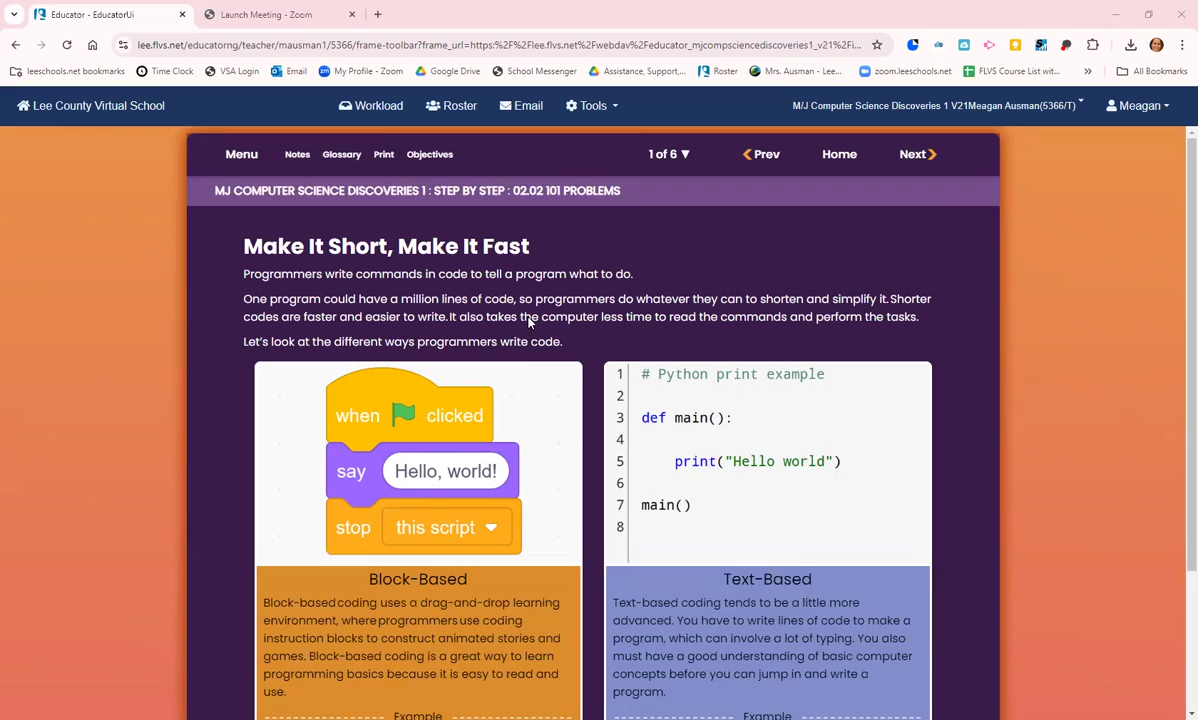 Educator - EducatorUi
Launch Meeting - Zoom
lee.flvs.net/educatorng/teacher/mausman1/5366/frame-toolbar?frame_url=https:%2F%2Flee.flvs.net%2Fwebdav%2Feducator_mjcompsciencediscoveries1_v21%2Fi...
leeschools.net bookmarks
Time Clock
VSA Login
Email
My Profile - Zoom
Google Drive
School Messenger
Assistance, Support,...
Roster
Mrs. Ausman - Lee...
zoom.leeschools.net
FLVS Course List wit...
All Bookmarks
Lee County Virtual School
Workload
Roster
Email
Tools
M/J Computer Science Discoveries 1 V21Meagan Ausman(5366/T)
Meagan
Menu
Notes
Glossary
Print
Objectives
1 of 6 ▼
Prev
Home
Next
MJ COMPUTER SCIENCE DISCOVERIES 1 : STEP BY STEP : 02.02 101 PROBLEMS
Make It Short, Make It Fast
Programmers write commands in code to tell a program what to do.
One program could have a million lines of code, so programmers do whatever they can to shorten and simplify it. Shorter
codes are faster and easier to write. It also takes the computer less time to read the commands and perform the tasks.
Let's look at the different ways programmers write code.
when clicked
say Hello, world!
stop this script
Block-Based
Block-based coding uses a drag-and-drop learning
environment, where programmers use coding
instruction blocks to construct animated stories and
games. Block-based coding is a great way to learn
programming basics because it is easy to read and
use.
Example
1 # Python print example
2
3 def main():
4
5 print("Hello world")
6
7 main()
8
Text-Based
Text-based coding tends to be a little more
advanced. You have to write lines of code to make a
program, which can involve a lot of typing. You also
must have a good understanding of basic computer
concepts before you can jump in and write a
program.
Example